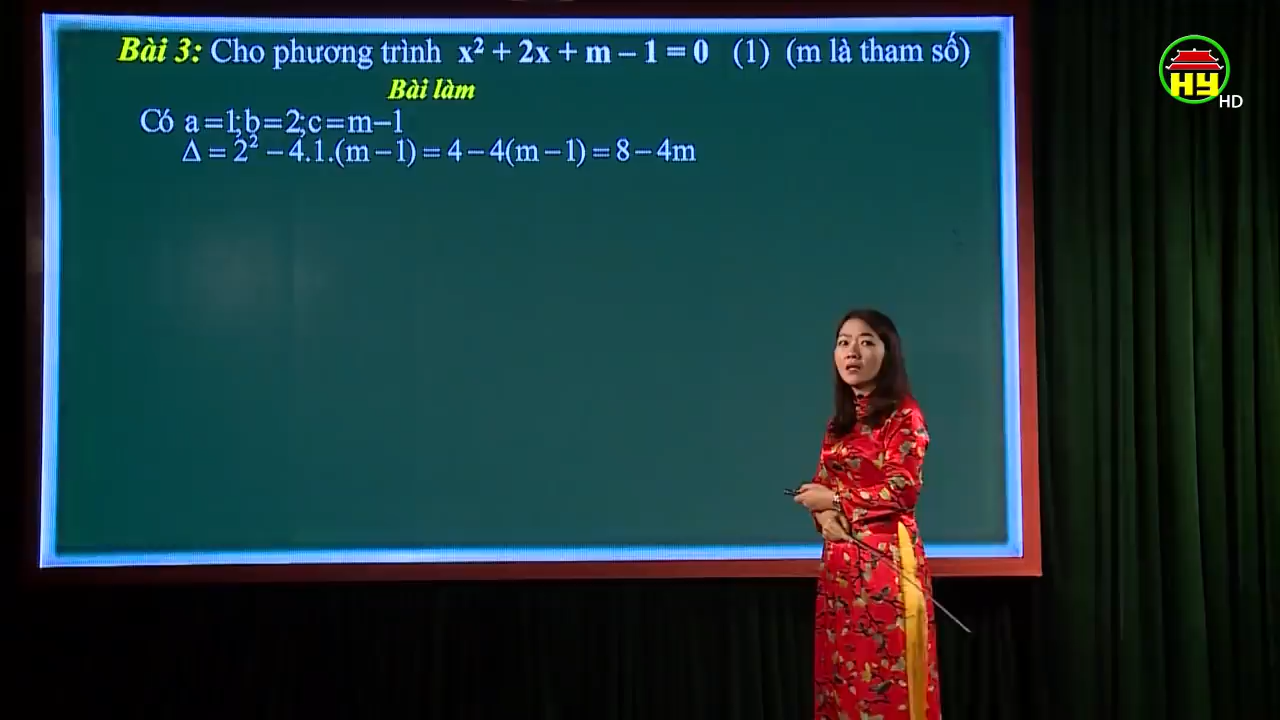 Bài 3: Cho phương trình x² + 2x + m – 1 = 0 (1) (m là tham số)
Bài làm
Có a=1;b=2;c=m–1
Δ = 2² – 4.1.(m – 1) = 4 – 4(m – 1) = 8 – 4m
HY
HD